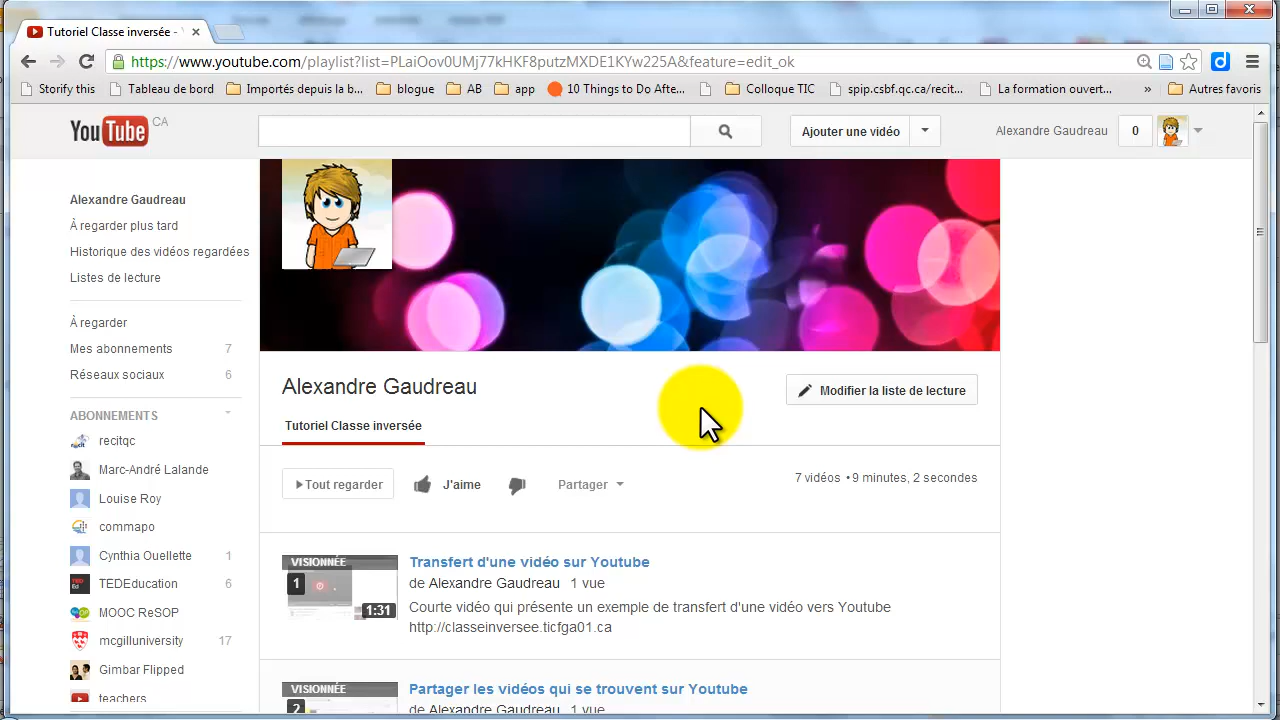 Tutoriel Classe inversée -
https://www.youtube.com/playlist?list=PLaiOov0UMj77kHKT8putzMXDE1KYw225A&feature=edit_ok
Storify this
Tableau de bord
Importés depuis la b...
blogue
AB
app
10 Things to Do Afte...
Colloque TIC
spip.csbf.qc.ca/recit...
La formation ouvert...
»
Autres favoris
YouTube CA
Ajouter une vidéo
Alexandre Gaudreau
0
Alexandre Gaudreau
À regarder plus tard
Historique des vidéos regardées
Listes de lecture
À regarder
Mes abonnements 7
Réseaux sociaux 6
ABONNEMENTS
recitqc
Marc-André Lalande
Louise Roy
commapo
Cynthia Ouellette 1
TEDEducation 6
MOOC ReSOP
mcgilluniversity 17
Gimbar Flipped
teachers
Alexandre Gaudreau
Modifier la liste de lecture
Tutoriel Classe inversée
Tout regarder
J'aime
Partager
7 vidéos • 9 minutes, 2 secondes
VISIONNÉE
1
1:31
Transfert d'une vidéo sur Youtube
de Alexandre Gaudreau 1 vue
Courte vidéo qui présente un exemple de transfert d'une vidéo vers Youtube
http://classeinversee.ticfga01.ca
VISIONNÉE
2
Partager les vidéos qui se trouvent sur Youtube
de Alexandre Gaudreau 1 vue